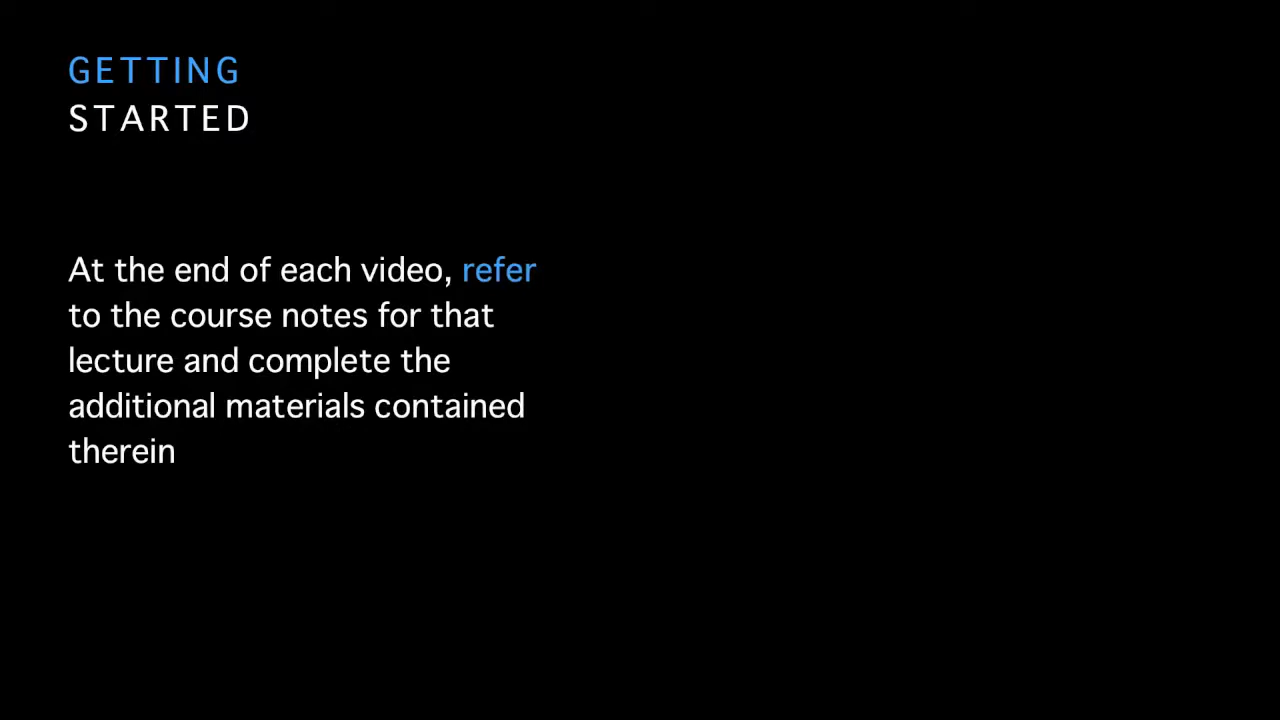 GETTING
STARTED
At the end of each video, refer
to the course notes for that
lecture and complete the
additional materials contained
therein